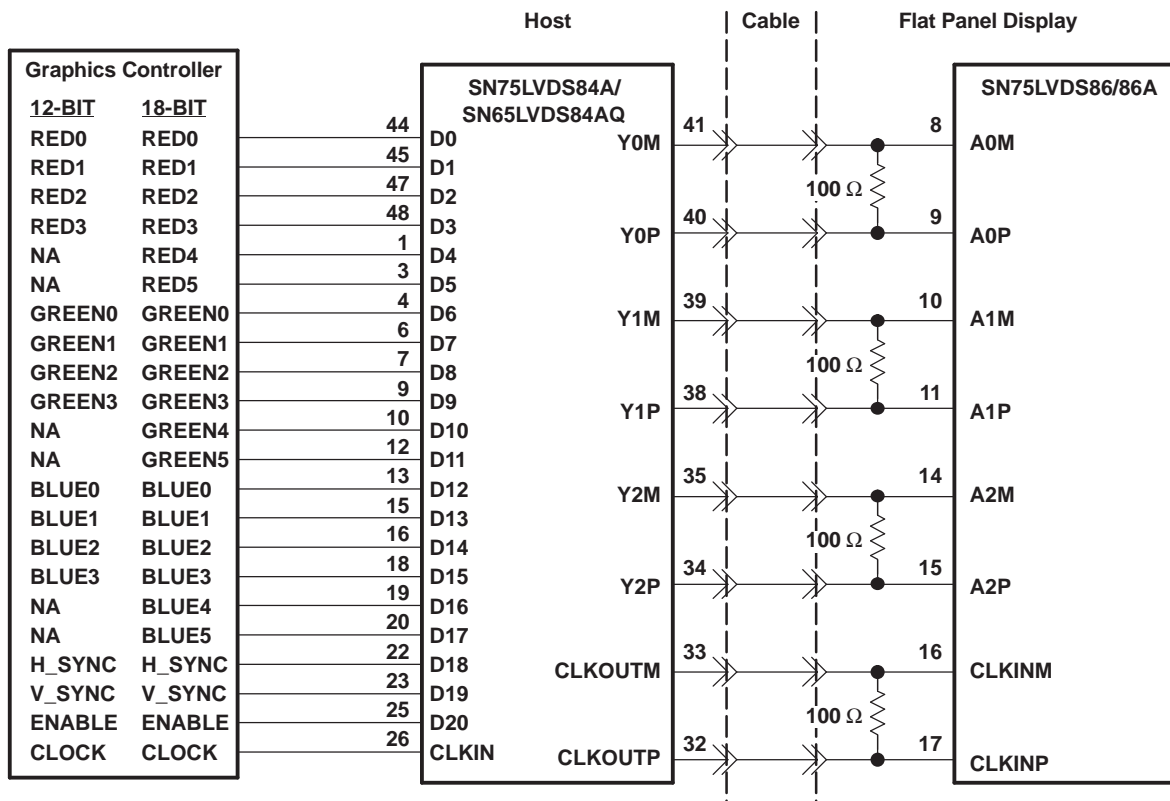 Host Cable Flat Panel Display
Graphics Controller
12-BIT 18-BIT
RED0 RED0
RED1 RED1
RED2 RED2
RED3 RED3
NA RED4
NA RED5
GREEN0 GREEN0
GREEN1 GREEN1
GREEN2 GREEN2
GREEN3 GREEN3
NA GREEN4
NA GREEN5
BLUE0 BLUE0
BLUE1 BLUE1
BLUE2 BLUE2
BLUE3 BLUE3
NA BLUE4
NA BLUE5
H_SYNC H_SYNC
V_SYNC V_SYNC
ENABLE ENABLE
CLOCK CLOCK
SN75LVDS84A/
SN65LVDS84AQ
44 D0
45 D1
47 D2
48 D3
1 D4
3 D5
4 D6
6 D7
7 D8
9 D9
10 D10
12 D11
13 D12
15 D13
16 D14
18 D15
19 D16
20 D17
22 D18
23 D19
25 D20
26 CLKIN
Y0M 41
Y0P 40
Y1M 39
Y1P 38
Y2M 35
Y2P 34
CLKOUTM 33
CLKOUTP 32
100 Ω
100 Ω
100 Ω
100 Ω
SN75LVDS86/86A
8 A0M
9 A0P
10 A1M
11 A1P
14 A2M
15 A2P
16 CLKINM
17 CLKINP